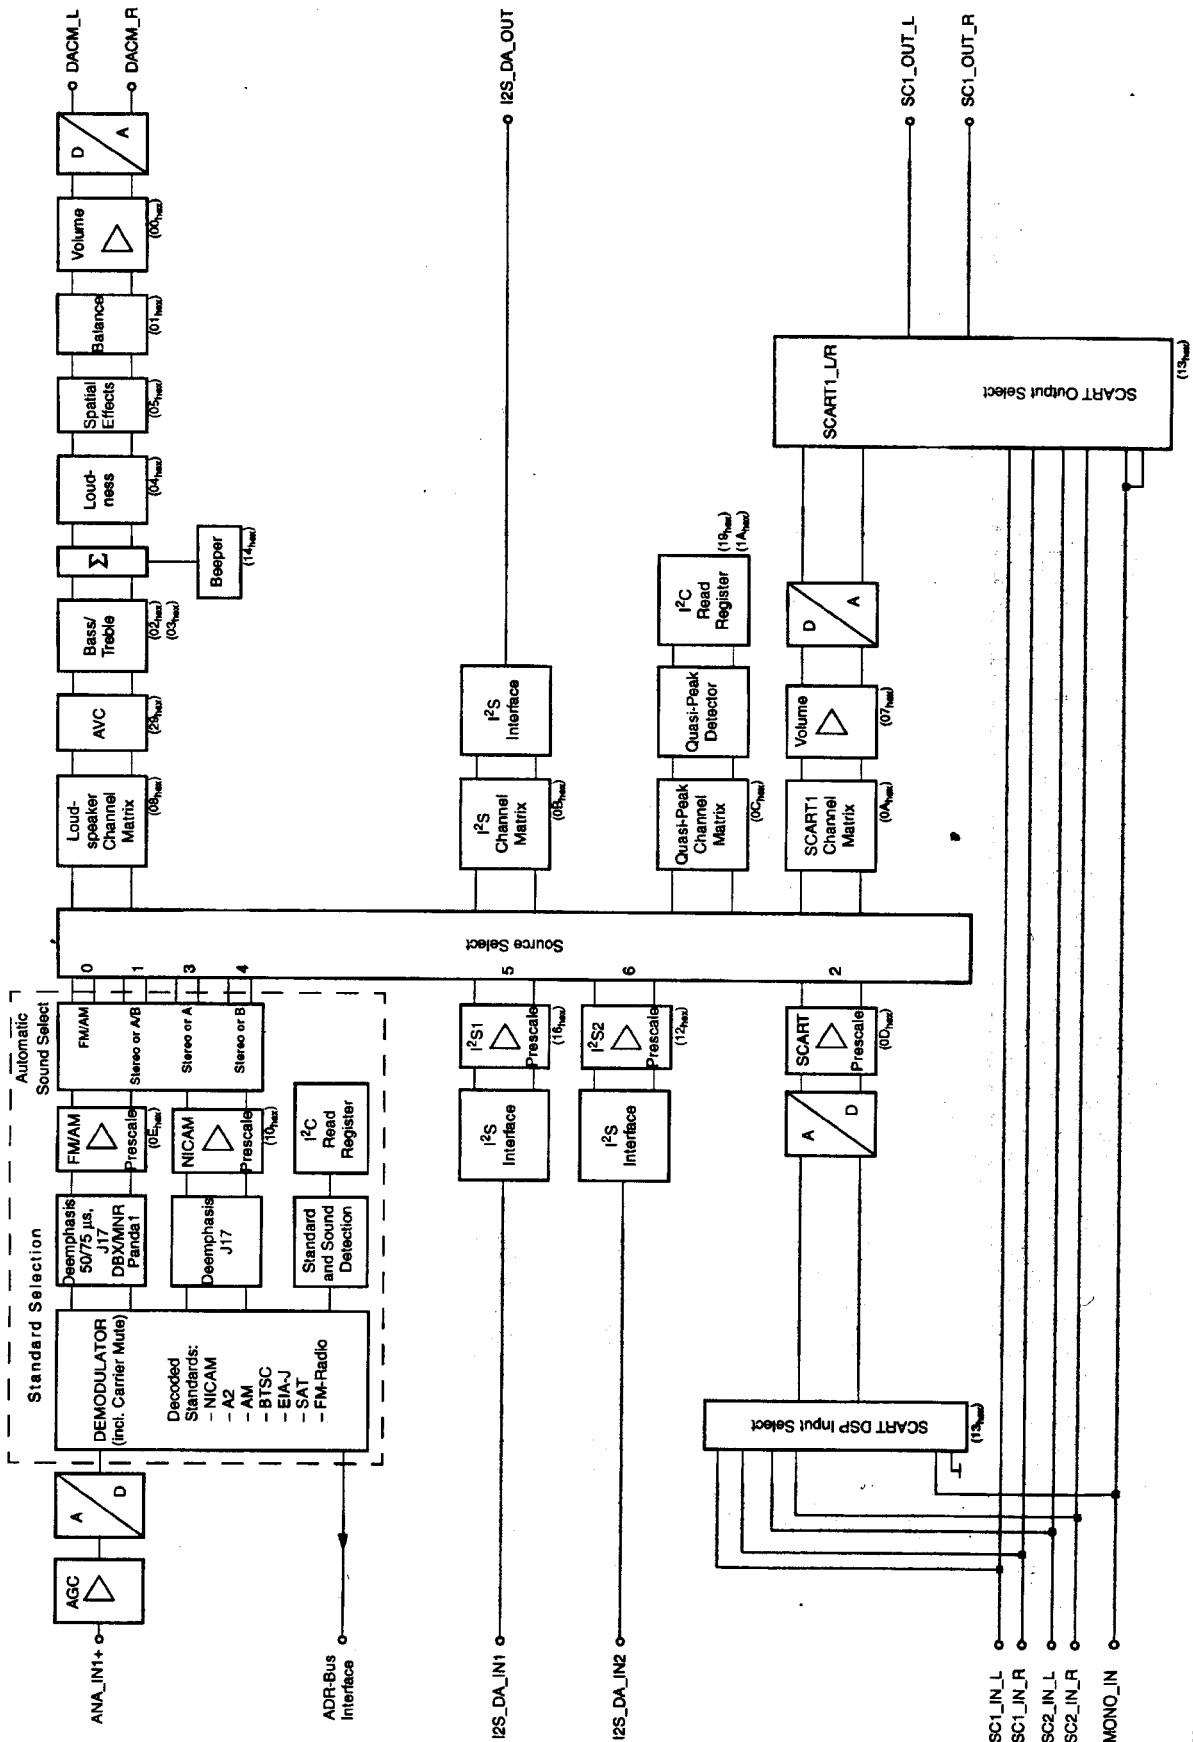 ANA_IN1+
AGC
A
D
Standard Selection
DEMODULATOR
(incl. Carrier Mute)
Decoded
Standards:
– NICAM
– A2
– AM
– BTSC
– EIA-J
– SAT
– FM-Radio
ADR-Bus
Interface
Deemphasis
50/75 µs,
J17
DBX/MNR
Panda1
Deemphasis
J17
Standard
and Sound
Detection
FM/AM
Prescale
(0Ehex)
NICAM
Prescale
(10hex)
I2C
Read
Register
Automatic
Sound Select
FM/AM
Stereo or A/B
Stereo or A
Stereo or B
0
1
3
4
5
6
2
Source Select
Loud-
speaker
Channel
Matrix
(08hex)
AVC
(29hex)
Bass/
Treble
(02hex)
(03hex)
Σ
Beeper
(14hex)
Loud-
ness
(04hex)
Spatial
Effects
(05hex)
Balance
(01hex)
Volume
(00hex)
D
A
DACM_L
DACM_R
I2S_DA_IN1
I2S
Interface
I2S1
Prescale
(16hex)
I2S_DA_IN2
I2S
Interface
I2S2
Prescale
(12hex)
I2S
Channel
Matrix
(0Bhex)
I2S
Interface
I2S_DA_OUT
Quasi-Peak
Channel
Matrix
(0Chex)
Quasi-Peak
Detector
I2C
Read
Register
(19hex)
(1Ahex)
SCART DSP Input Select
(13hex)
A
D
SCART
Prescale
(0Dhex)
SCART1
Channel
Matrix
(0Ahex)
Volume
(07hex)
D
A
SCART1_L/R
SCART Output Select
(13hex)
SC1_OUT_L
SC1_OUT_R
SC1_IN_L
SC1_IN_R
SC2_IN_L
SC2_IN_R
MONO_IN